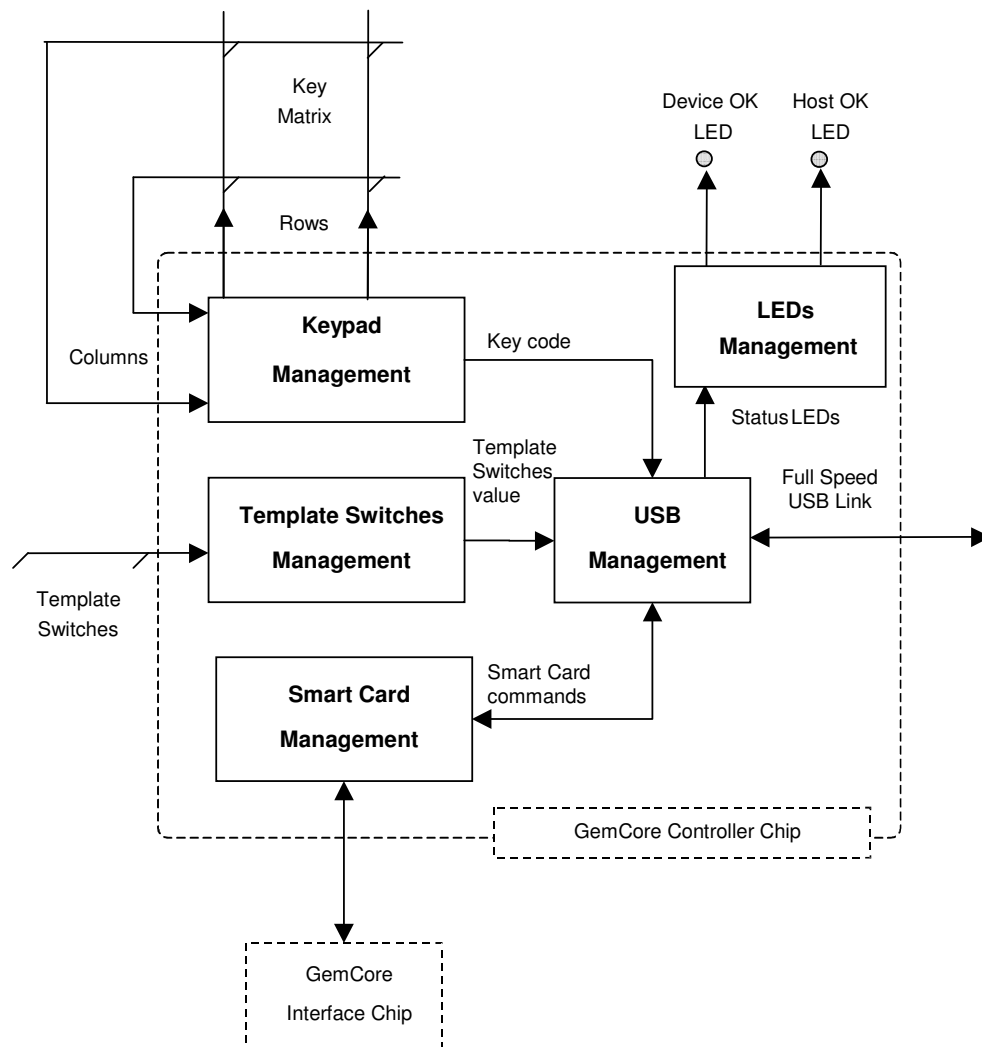 Key
Matrix
Device OK
LED
Host OK
LED
Rows
Keypad
Management
LEDs
Management
Columns
Key code
Status LEDs
Template
Switches
value
Full Speed
USB Link
Template Switches
Management
USB
Management
Template
Switches
Smart Card
Management
Smart Card
commands
GemCore Controller Chip
GemCore
Interface Chip